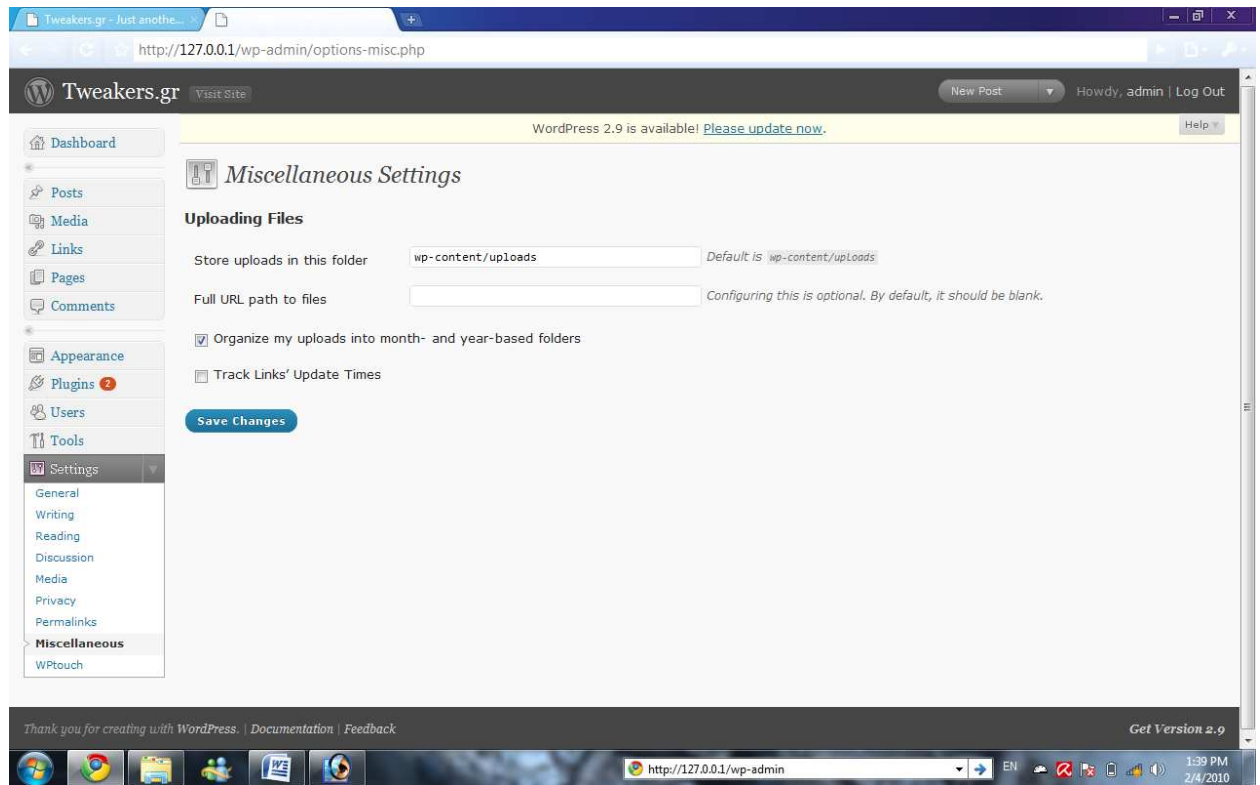 Tweakers.gr - Just anothe...
http://127.0.0.1/wp-admin/options-misc.php
Tweakers.gr Visit Site New Post Howdy, admin | Log Out
WordPress 2.9 is available! Please update now. Help
Dashboard
Miscellaneous Settings
Posts
Media
Links
Pages
Comments
Appearance
Plugins 2
Users
Tools
Settings
General
Writing
Reading
Discussion
Media
Privacy
Permalinks
Miscellaneous
WPtouch
Uploading Files
Store uploads in this folder wp-content/uploads Default is wp-content/uploads
Full URL path to files Configuring this is optional. By default, it should be blank.
Organize my uploads into month- and year-based folders
Track Links' Update Times
Save Changes
Thank you for creating with WordPress. | Documentation | Feedback Get Version 2.9
http://127.0.0.1/wp-admin EN 1:39 PM
2/4/2010